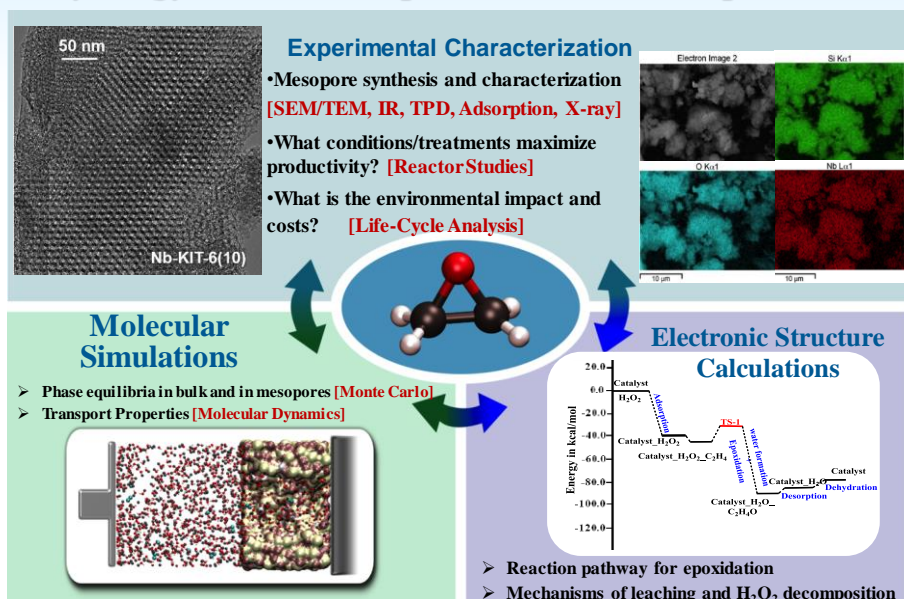 50 nm
Nb-KIT-6(10)
Experimental Characterization
•Mesopore synthesis and characterization
[SEM/TEM, IR, TPD, Adsorption, X-ray]
•What conditions/treatments maximize
productivity? [Reactor Studies]
•What is the environmental impact and
costs? [Life-Cycle Analysis]
Electron Image 2
Si Kα1
O Kα1
Nb Lα1
10 µm
10 µm
Molecular
Simulations
➢ Phase equilibria in bulk and in mesopores [Monte Carlo]
➢ Transport Properties [Molecular Dynamics]
Electronic Structure
Calculations
Energy in kcal/mol
20.0
0.0
-20.0
-40.0
-60.0
-80.0
-100.0
-120.0
Catalyst
H₂O₂
Adsorption
Catalyst_H₂O₂
Catalyst_H₂O₂_C₂H₄
TS-1
Epoxidation
water formation
Catalyst_H₂O_
C₂H₄O
Desorption
Catalyst_H₂O
Catalyst
Dehydration
➢ Reaction pathway for epoxidation
➢ Mechanisms of leaching and H₂O₂ decomposition